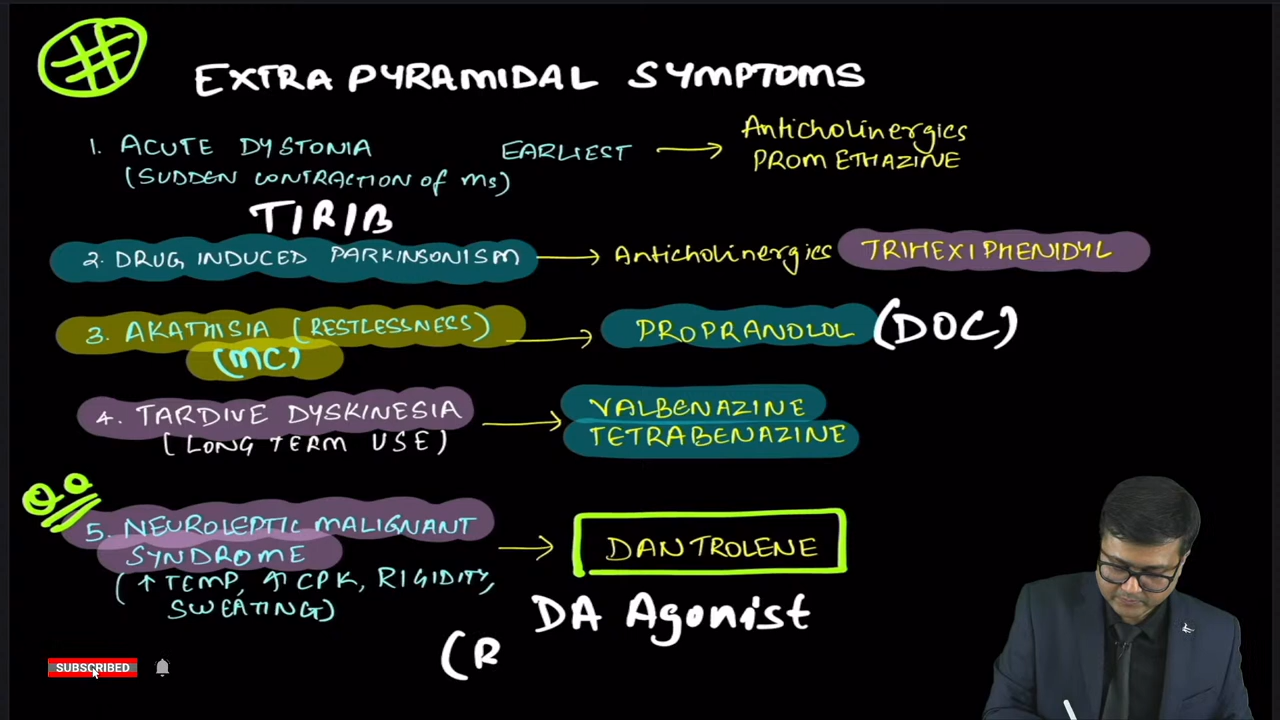 EXTRA PYRAMIDAL SYMPTOMS
1. ACUTE DYSTONIA EARLIEST → Anticholinergics
(SUDDEN CONTRACTION of ms) PROMETHAZINE
T/R/B
2. DRUG INDUCED PARKINSONISM → Anticholinergics TRIHEXIPHENIDYL
3. AKATHISIA (RESTLESSNESS) → PROPRANOLOL (DOC)
(MC)
4. TARDIVE DYSKINESIA → VALBENAZINE
(LONG TERM USE) TETRABENAZINE
5. NEUROLEPTIC MALIGNANT
SYNDROME → DANTROLENE
(↑ TEMP, ↑ CPK, RIGIDITY,
SWEATING)
DA Agonist
(R
SUBSCRIBED